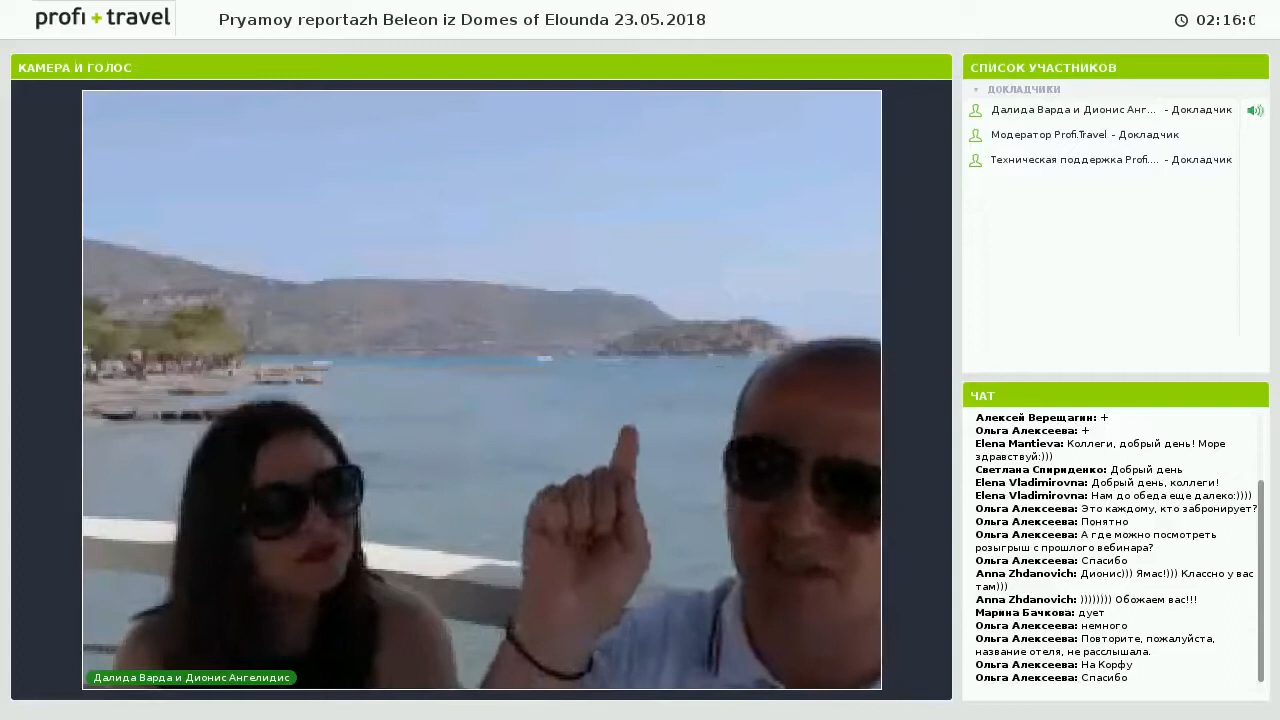 profi + travel
Pryamoy reportazh Beleon iz Domes of Elounda 23.05.2018
02:16:0
КАМЕРА И ГОЛОС
Далида Варда и Дионис Ангелидис
СПИСОК УЧАСТНИКОВ
ДОКЛАДЧИКИ
Далида Варда и Дионис Анг... - Докладчик
Модератор Profi.Travel - Докладчик
Техническая поддержка Profi.... - Докладчик
ЧАТ
Алексей Верещагин: +
Ольга Алексеева: +
Elena Mantieva: Коллеги, добрый день! Море
здравствуй:)))
Светлана Спириденко: Добрый день
Elena Vladimirovna: Добрый день, коллеги!
Elena Vladimirovna: Нам до обеда еще далеко:))))
Ольга Алексеева: Это каждому, кто забронирует?
Ольга Алексеева: Понятно
Ольга Алексеева: А где можно посмотреть
розыгрыш с прошлого вебинара?
Ольга Алексеева: Спасибо
Anna Zhdanovich: Дионис))) Ямас!))) Классно у вас
там)))
Anna Zhdanovich: )))))))) Обожаем вас!!!
Марина Бачкова: дует
Ольга Алексеева: немного
Ольга Алексеева: Повторите, пожалуйста,
название отеля, не расслышала.
Ольга Алексеева: На Корфу
Ольга Алексеева: Спасибо